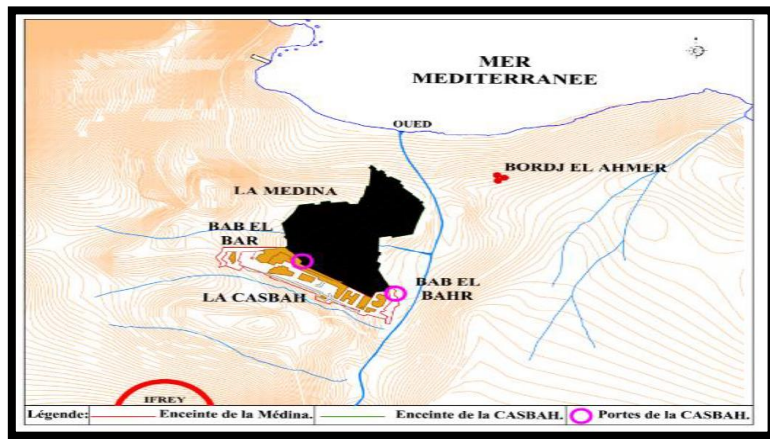 MER
MEDITERRANEE
OUED
BORDJ EL AHMER
LA MEDINA
BAB EL
BAR
BAB EL
BAHR
LA CASBAH
IFREY
Légende: Enceinte de la Médina. Enceinte de la CASBAH. Portes de la CASBAH.